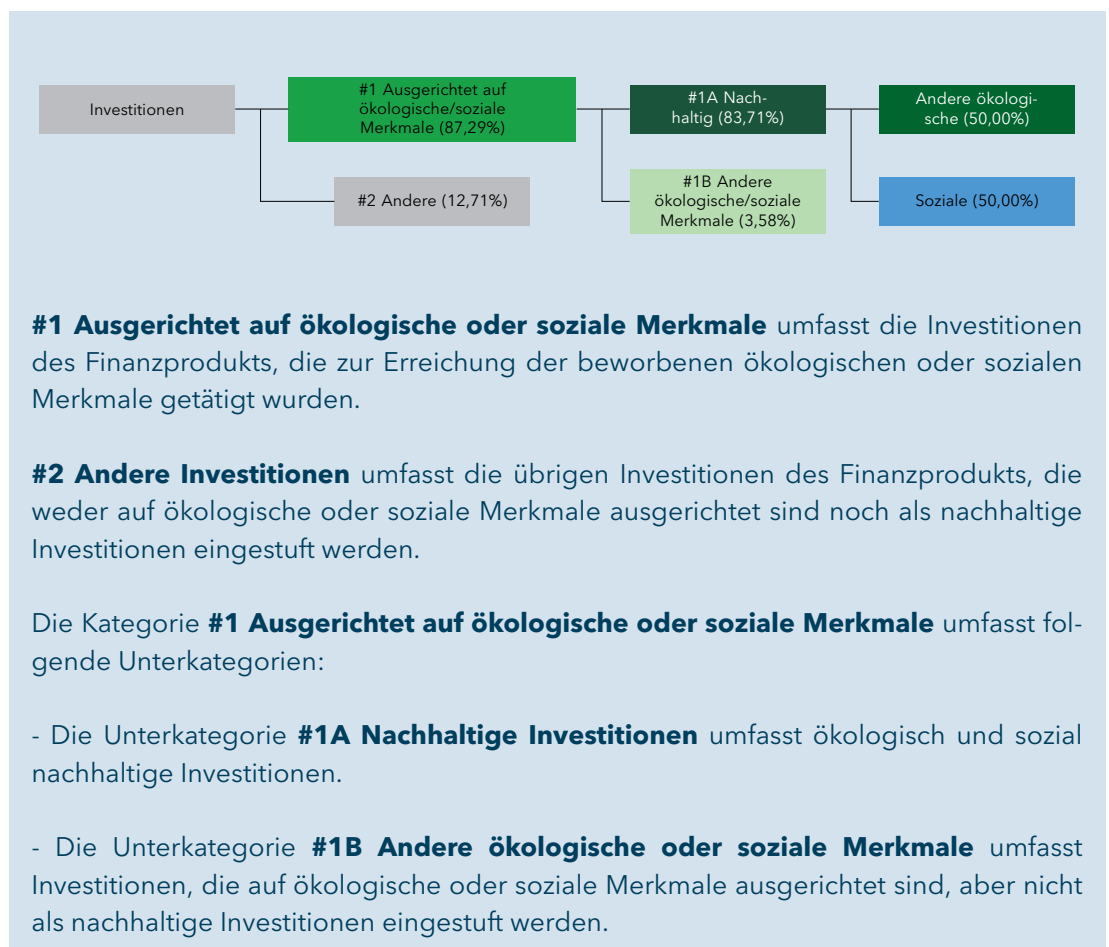 Investitionen
#1 Ausgerichtet auf
ökologische/soziale
Merkmale (87,29%)
#1A Nach-
haltig (83,71%)
Andere ökologi-
sche (50,00%)
#2 Andere (12,71%)
#1B Andere
ökologische/soziale
Merkmale (3,58%)
Soziale (50,00%)
#1 Ausgerichtet auf ökologische oder soziale Merkmale umfasst die Investitionen
des Finanzprodukts, die zur Erreichung der beworbenen ökologischen oder sozialen
Merkmale getätigt wurden.
#2 Andere Investitionen umfasst die übrigen Investitionen des Finanzprodukts, die
weder auf ökologische oder soziale Merkmale ausgerichtet sind noch als nachhaltige
Investitionen eingestuft werden.
Die Kategorie #1 Ausgerichtet auf ökologische oder soziale Merkmale umfasst fol-
gende Unterkategorien:
- Die Unterkategorie #1A Nachhaltige Investitionen umfasst ökologisch und sozial
nachhaltige Investitionen.
- Die Unterkategorie #1B Andere ökologische oder soziale Merkmale umfasst
Investitionen, die auf ökologische oder soziale Merkmale ausgerichtet sind, aber nicht
als nachhaltige Investitionen eingestuft werden.